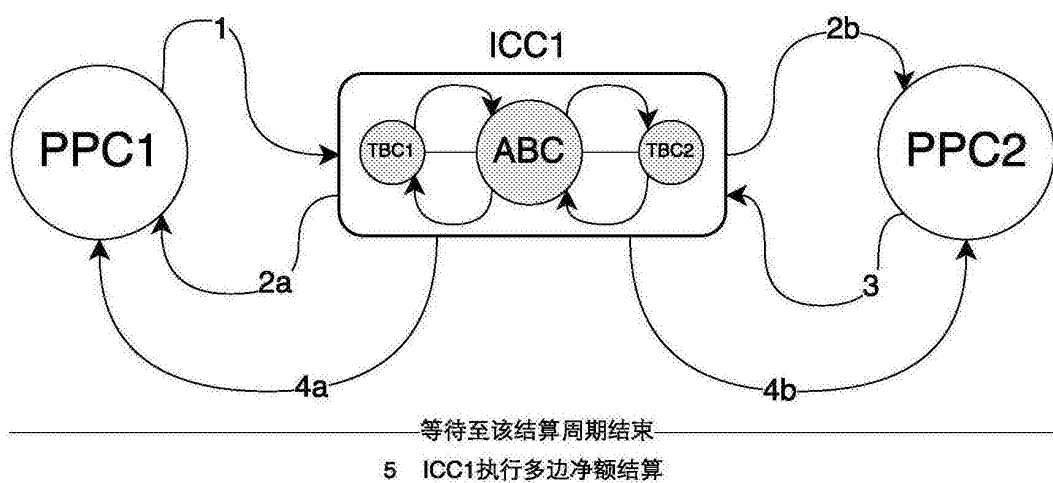 1
ICC1
2b
PPC1
TBC1
ABC
TBC2
PPC2
2a
3
4a
4b
等待至该结算周期结束
5 ICC1执行多边净额结算